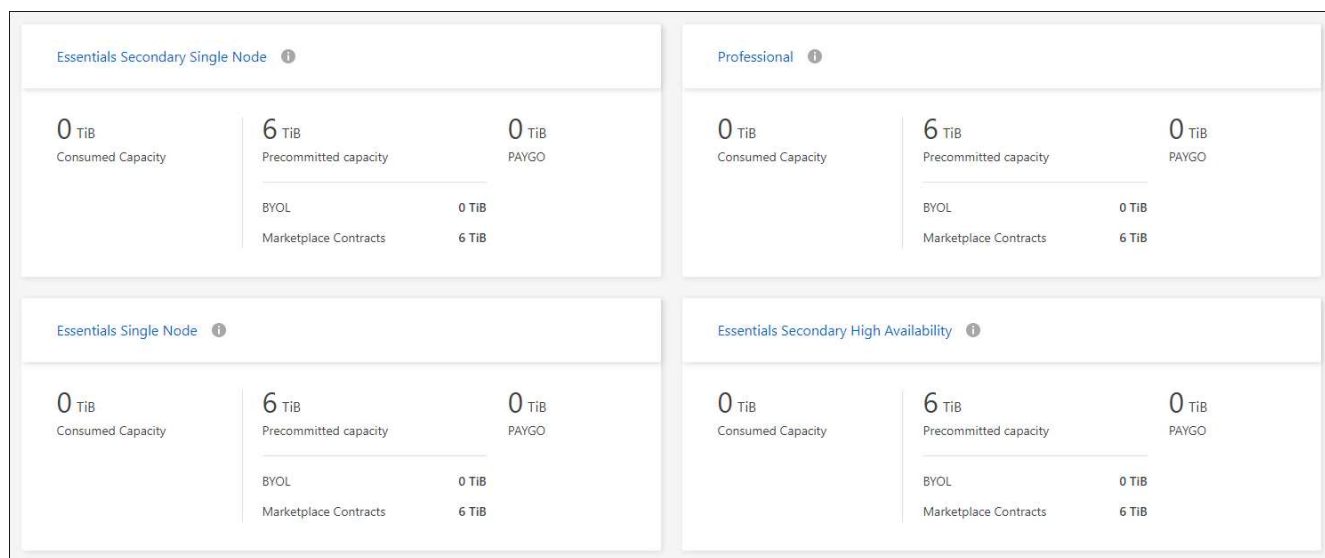 Essentials Secondary Single Node
0 TiB
Consumed Capacity
6 TiB
Precommitted capacity
0 TiB
PAYGO
BYOL 0 TiB
Marketplace Contracts 6 TiB
Professional
0 TiB
Consumed Capacity
6 TiB
Precommitted capacity
0 TiB
PAYGO
BYOL 0 TiB
Marketplace Contracts 6 TiB
Essentials Single Node
0 TiB
Consumed Capacity
6 TiB
Precommitted capacity
0 TiB
PAYGO
BYOL 0 TiB
Marketplace Contracts 6 TiB
Essentials Secondary High Availability
0 TiB
Consumed Capacity
6 TiB
Precommitted capacity
0 TiB
PAYGO
BYOL 0 TiB
Marketplace Contracts 6 TiB